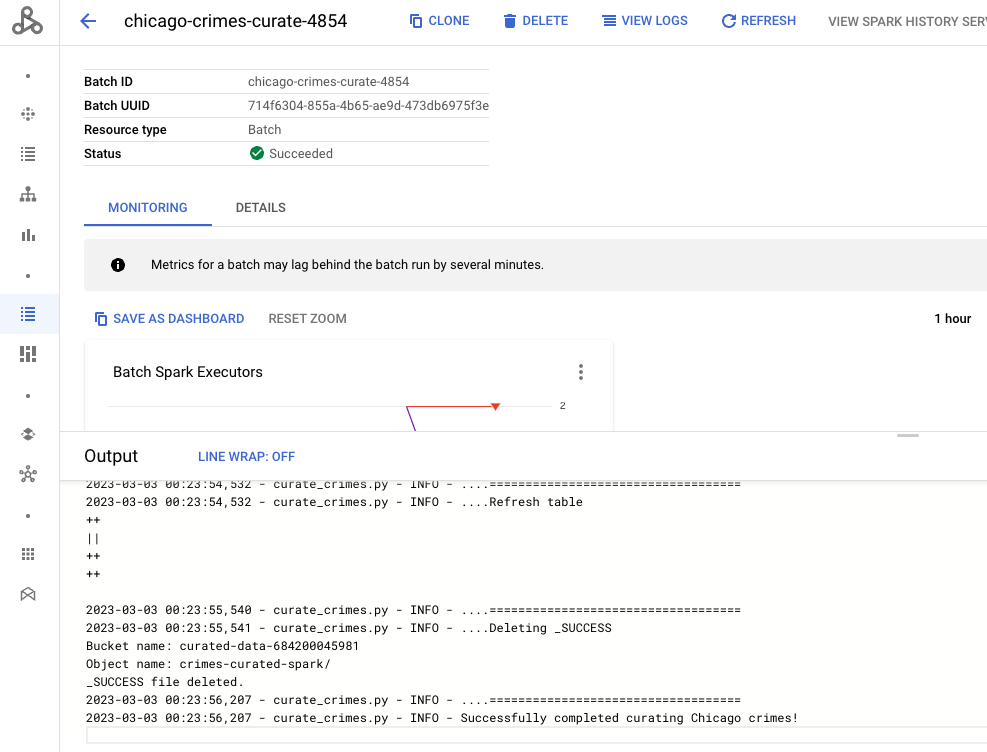 chicago-crimes-curate-4854 CLONE DELETE VIEW LOGS REFRESH VIEW SPARK HISTORY SER
Batch ID chicago-crimes-curate-4854
Batch UUID 714f6304-855a-4b65-ae9d-473db6975f3e
Resource type Batch
Status Succeeded
MONITORING DETAILS
Metrics for a batch may lag behind the batch run by several minutes.
SAVE AS DASHBOARD RESET ZOOM 1 hour
Batch Spark Executors
2
Output LINE WRAP: OFF
2023-03-03 00:23:54,532 - curate_crimes.py - INFO - ....===================================
2023-03-03 00:23:54,532 - curate_crimes.py - INFO - ....Refresh table
++
||
++
++
2023-03-03 00:23:55,540 - curate_crimes.py - INFO - ....===================================
2023-03-03 00:23:55,541 - curate_crimes.py - INFO - ....Deleting _SUCCESS
Bucket name: curated-data-684200045981
Object name: crimes-curated-spark/
_SUCCESS file deleted.
2023-03-03 00:23:56,207 - curate_crimes.py - INFO - ....===================================
2023-03-03 00:23:56,207 - curate_crimes.py - INFO - Successfully completed curating Chicago crimes!